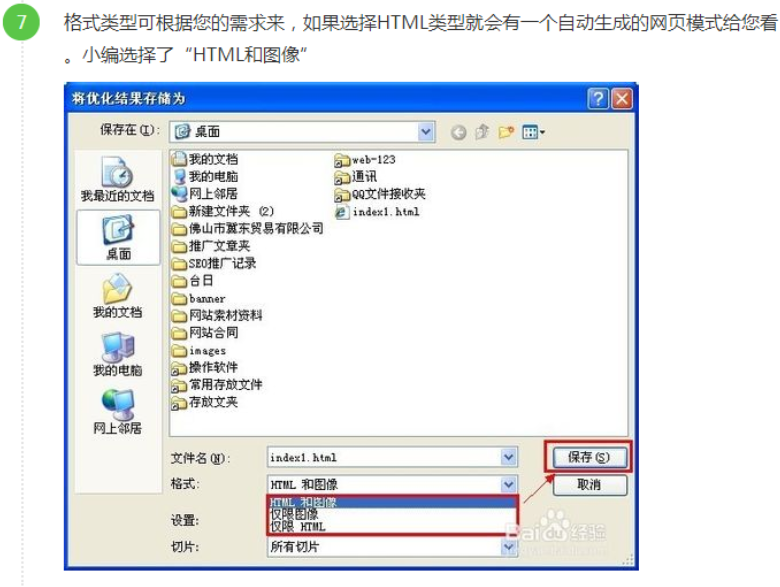 7
格式类型可根据您的需求来，如果选择HTML类型就会有一个自动生成的网页模式给您看
。小编选择了“HTML和图像”
将优化结果存储为
保存在(I):
桌面
我最近的文档
桌面
我的文档
我的电脑
网上邻居
我的文档
我的电脑
网上邻居
新建文件夹 (2)
佛山市冀东贸易有限公司
推广文章夹
SEO推广记录
台日
banner
网站素材资料
网站合同
images
操作软件
常用存放文件
存放文夹
web-123
通讯
QQ文件接收夹
index1.html
文件名(N):
index1.html
保存(S)
格式:
HTML 和图像
取消
HTML 和图像
仅限图像
仅限 HTML
设置:
切片:
所有切片
Baidu经验